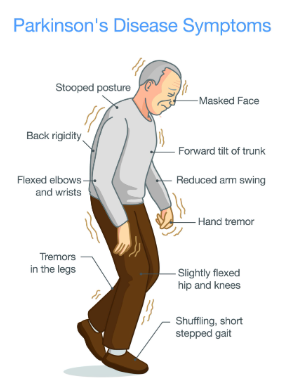 Parkinson's Disease Symptoms
Stooped posture
Masked Face
Back rigidity
Forward tilt of trunk
Flexed elbows
and wrists
Reduced arm swing
Hand tremor
Tremors
in the legs
Slightly flexed
hip and knees
Shuffling, short
stepped gait